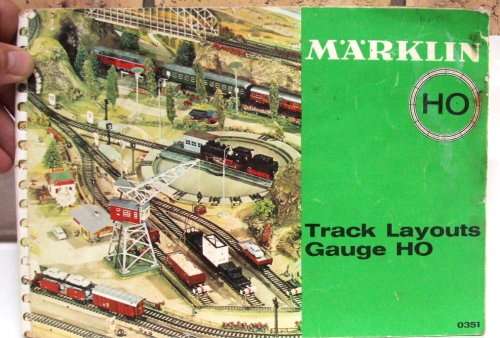 MÄRKLIN
HO
Track Layouts
Gauge HO
0351